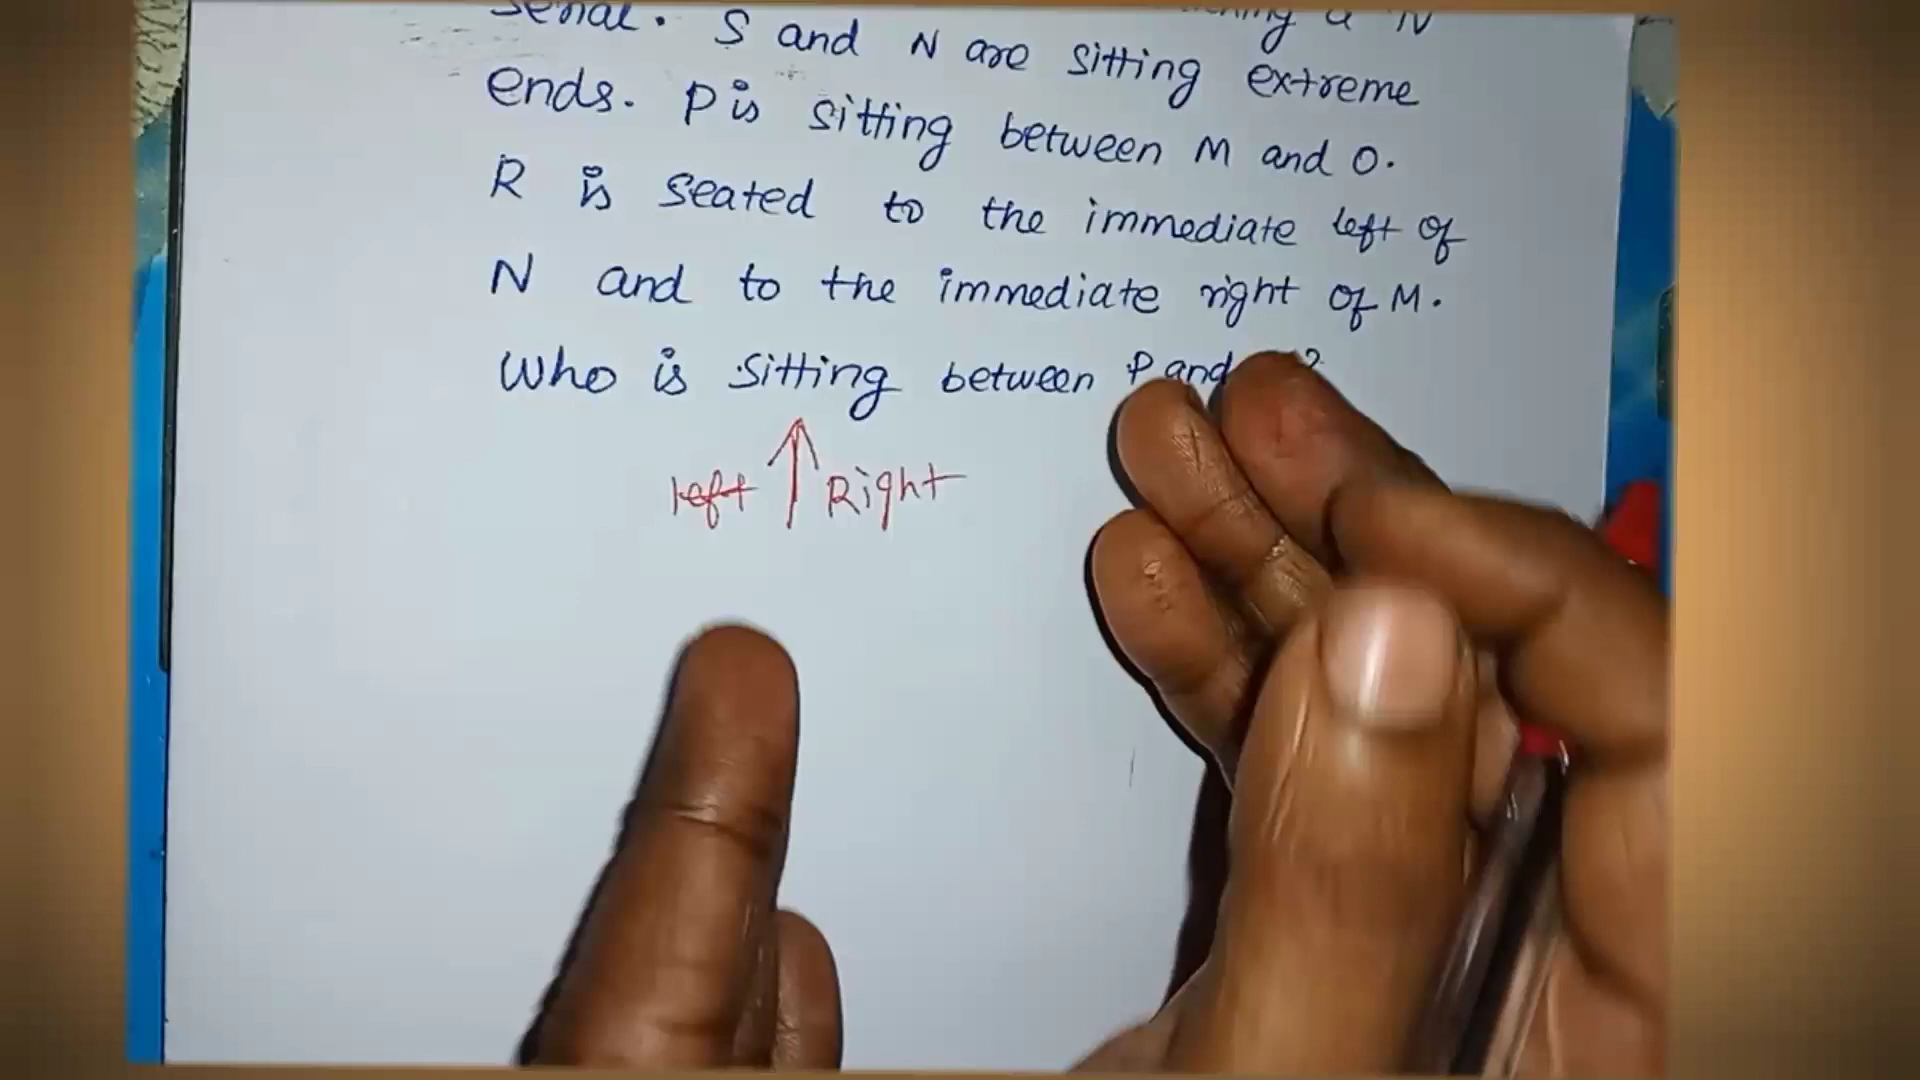 serial.
S and N are sitting extreme
ends. P is sitting between M and O.
R is seated to the immediate left of
N and to the immediate right of M.
Who is sitting between P and ?
left Right